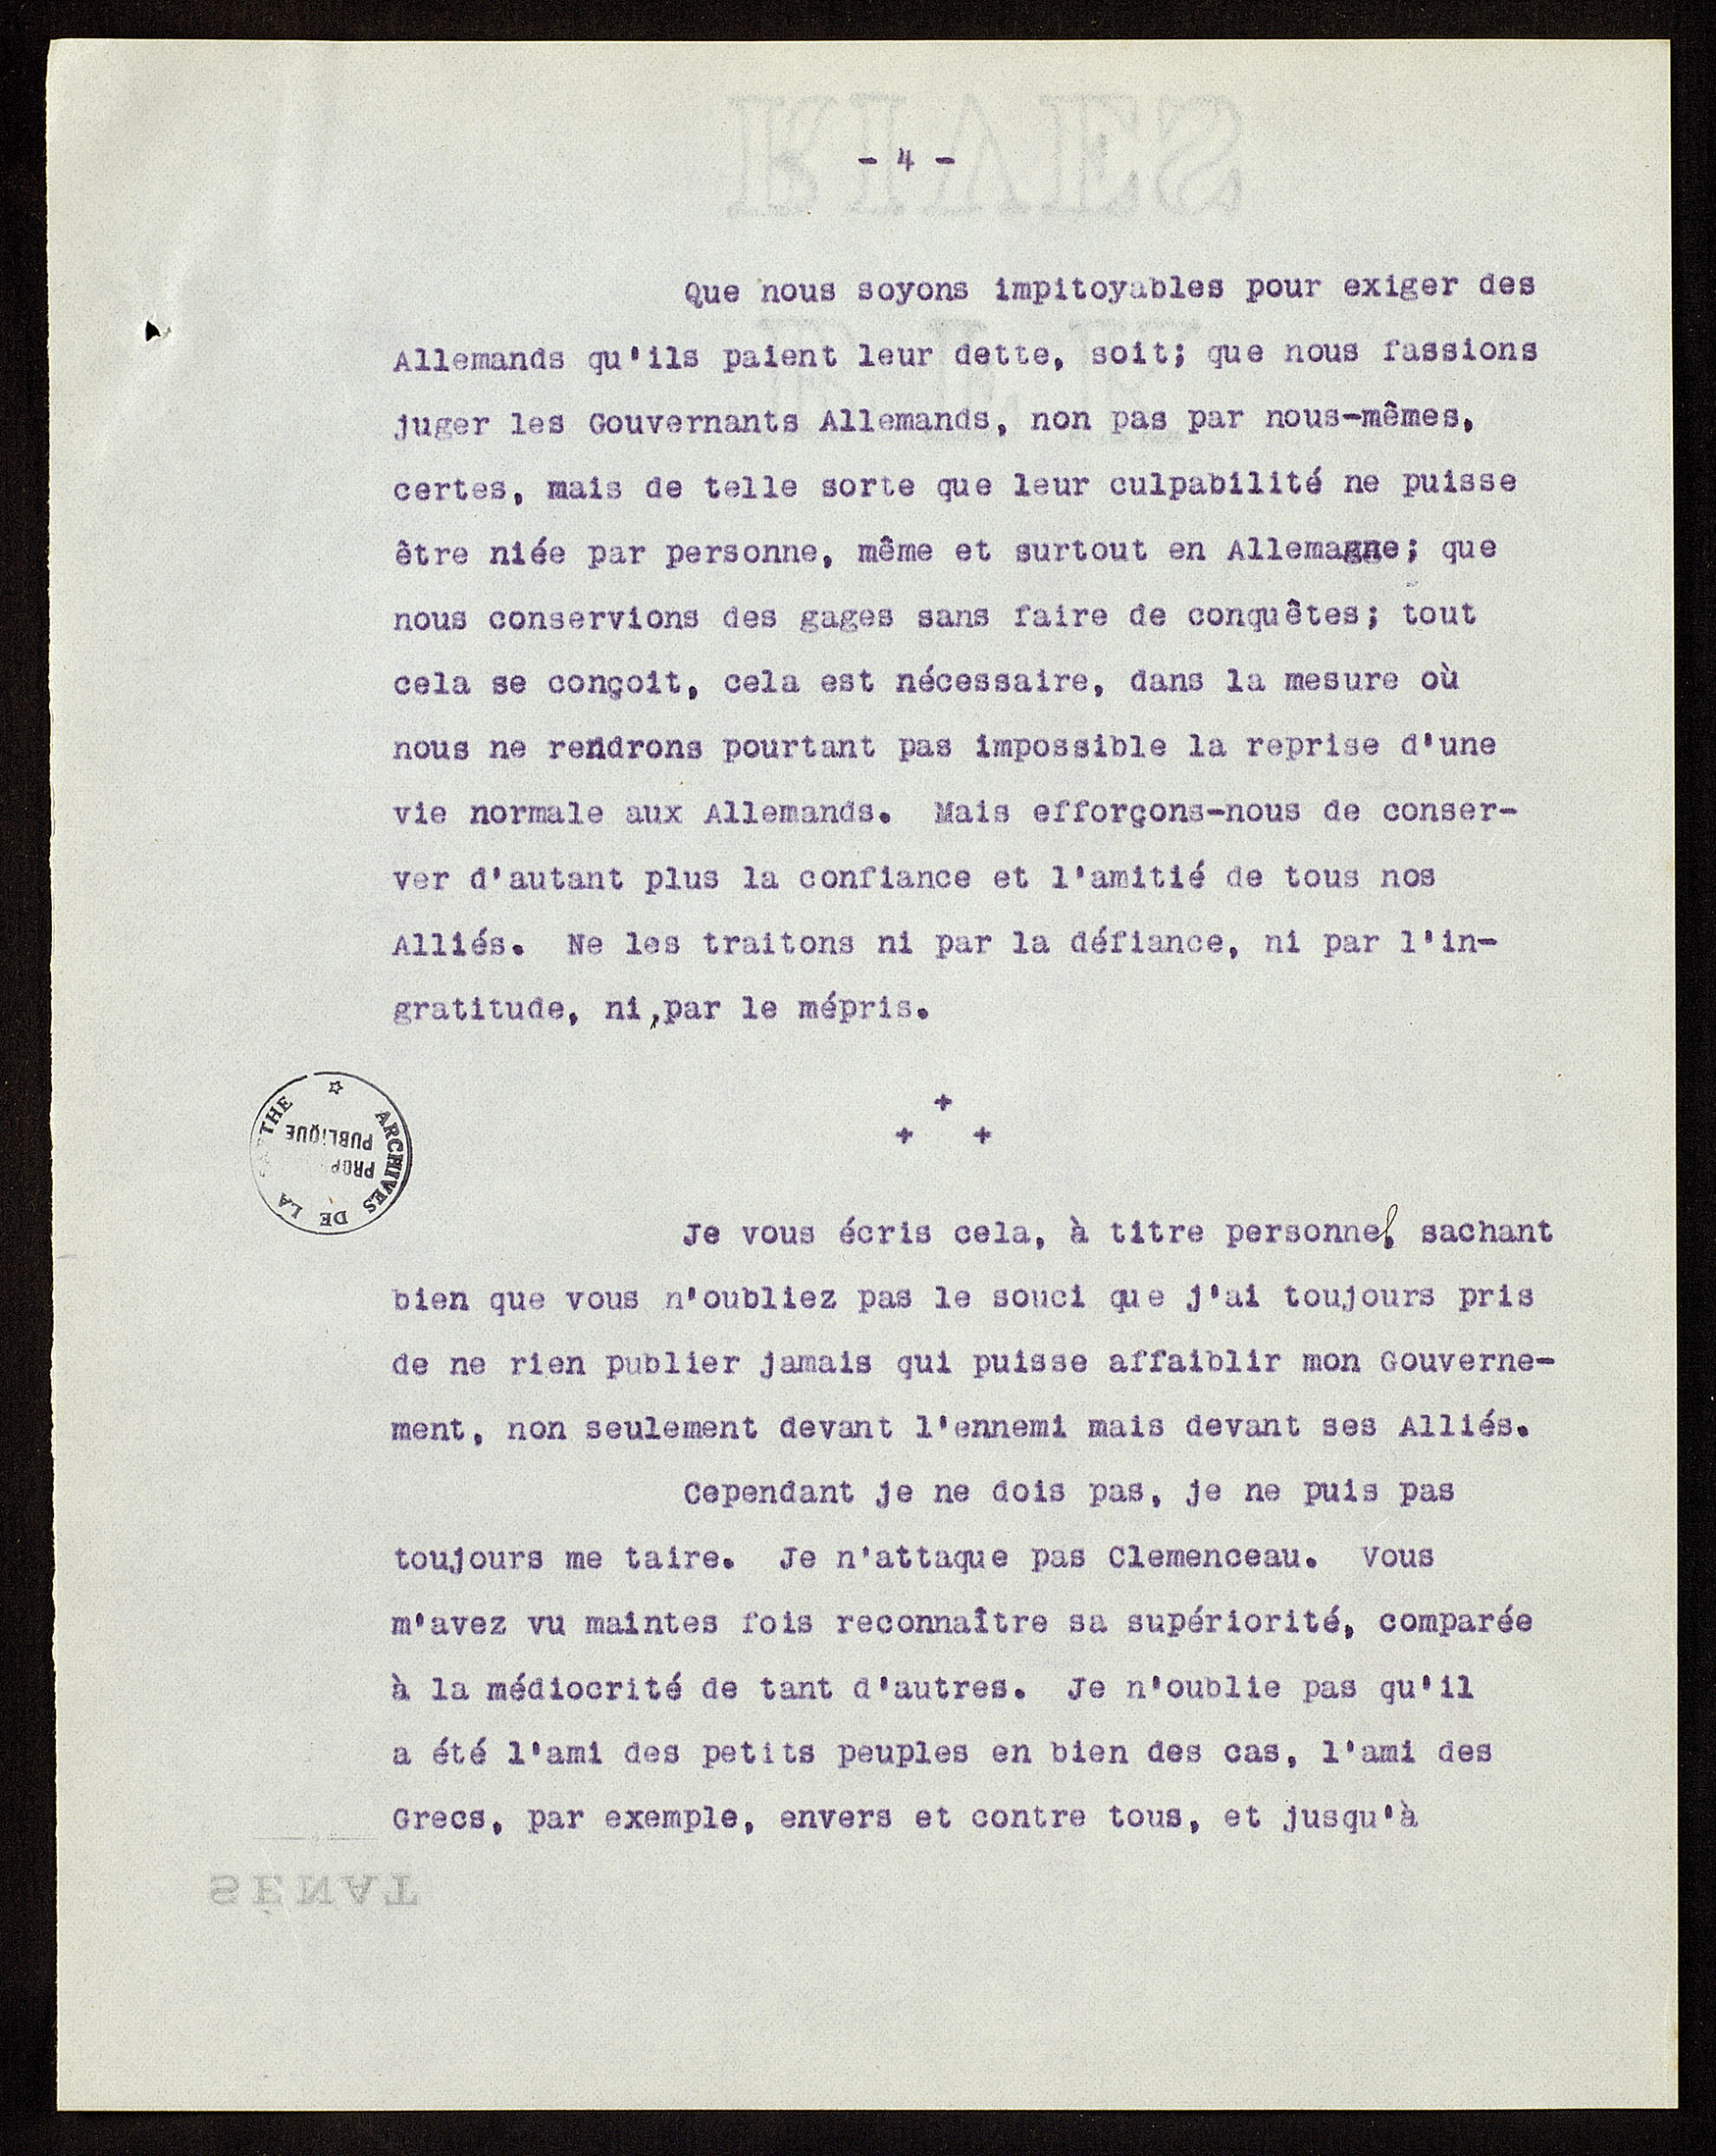 - 4 -
Que nous soyons impitoyables pour exiger des
Allemands qu'ils paient leur dette, soit; que nous fassions
juger les Gouvernants Allemands, non pas par nous-mêmes,
certes, mais de telle sorte que leur culpabilité ne puisse
être niée par personne, même et surtout en Allemagne; que
nous conservions des gages sans faire de conquêtes; tout
cela se conçoit, cela est nécessaire, dans la mesure où
nous ne rendrons pourtant pas impossible la reprise d'une
vie normale aux Allemands. Mais efforçons-nous de conser-
ver d'autant plus la confiance et l'amitié de tous nos
Alliés. Ne les traitons ni par la défiance, ni par l'in-
gratitude, ni, par le mépris.
+
+ +
ARCHIVES DE LA THE
PROP
PUBLIQUE
Je vous écris cela, à titre personnel, sachant
bien que vous n'oubliez pas le souci que j'ai toujours pris
de ne rien publier jamais qui puisse affaiblir mon Gouverne-
ment, non seulement devant l'ennemi mais devant ses Alliés.
Cependant je ne dois pas, je ne puis pas
toujours me taire. Je n'attaque pas Clemenceau. Vous
m'avez vu maintes fois reconnaître sa supériorité, comparée
à la médiocrité de tant d'autres. Je n'oublie pas qu'il
a été l'ami des petits peuples en bien des cas, l'ami des
Grecs, par exemple, envers et contre tous, et jusqu'à
SÉNAT